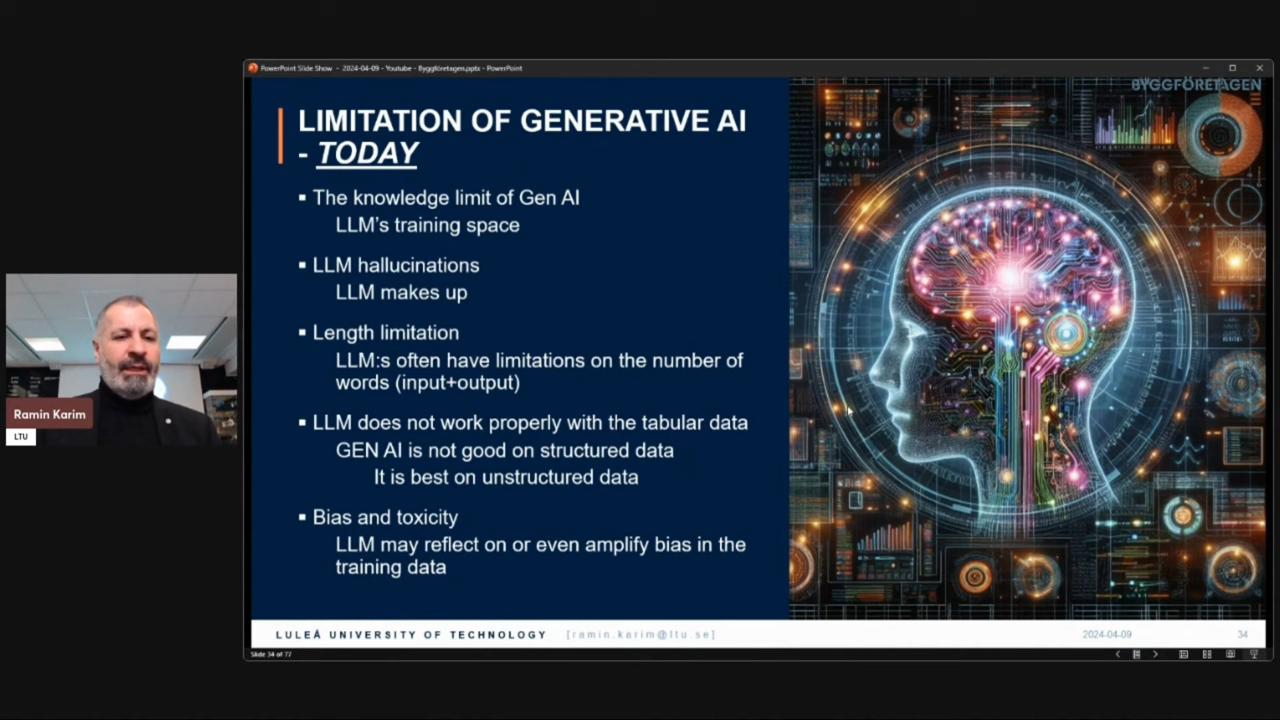 PowerPoint Slide Show - 2024-04-09 - Youtube - Byggföretagen.pptx - PowerPoint
BYGGFÖRETAGEN
LIMITATION OF GENERATIVE AI
- TODAY
▪ The knowledge limit of Gen AI
LLM's training space
▪ LLM hallucinations
LLM makes up
▪ Length limitation
LLM:s often have limitations on the number of
words (input+output)
▪ LLM does not work properly with the tabular data
GEN AI is not good on structured data
It is best on unstructured data
▪ Bias and toxicity
LLM may reflect on or even amplify bias in the
training data
Ramin Karim
LTU
LULEÅ UNIVERSITY OF TECHNOLOGY [ramin.karim@ltu.se] 2024-04-09 34
Slide 34 of 77